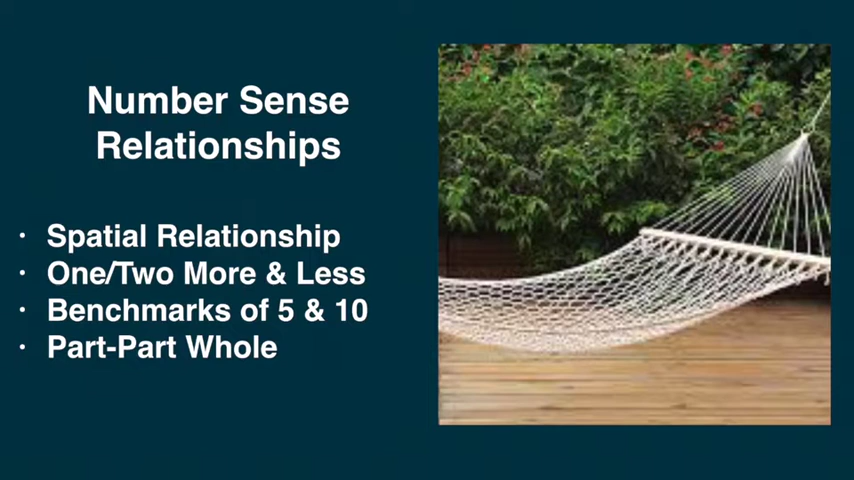 Number Sense
Relationships
· Spatial Relationship
· One/Two More & Less
· Benchmarks of 5 & 10
· Part-Part Whole